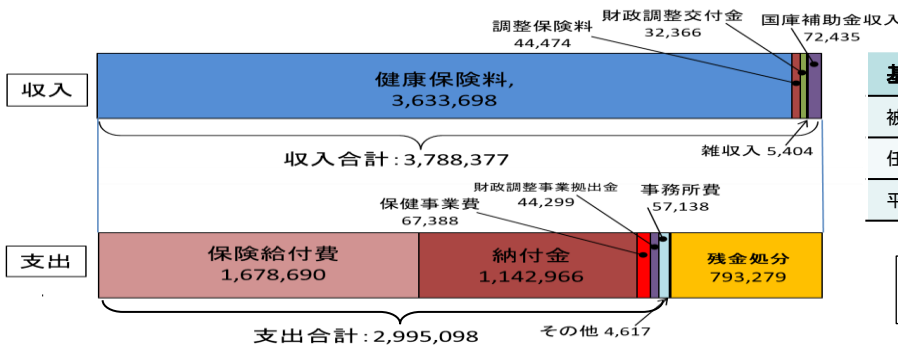 調整保険料
44,474
財政調整交付金
32,366
国庫補助金収入
72,435
収入
健康保険料,
3,633,698
収入合計:3,788,377
雑収入 5,404
基
被
任
平
保健事業費
67,388
財政調整事業拠出金
44,299
事務所費
57,138
支出
保険給付費
1,678,690
納付金
1,142,966
残金処分
793,279
支出合計:2,995,098
その他 4,617